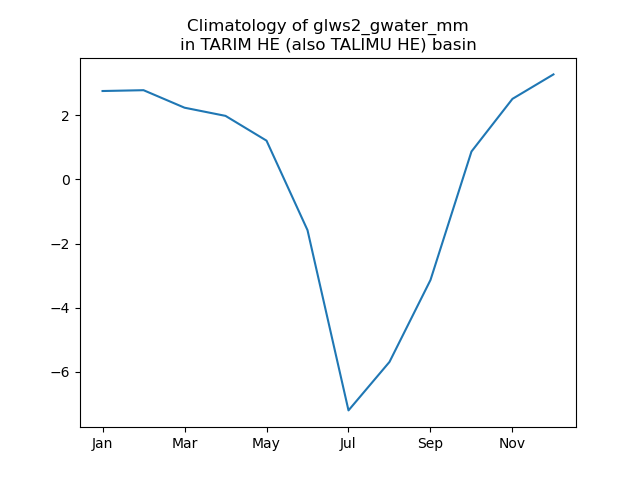 Climatology of glws2_gwater_mm
in TARIM HE (also TALIMU HE) basin
2
0
−2
−4
−6
Jan Mar May Jul Sep Nov